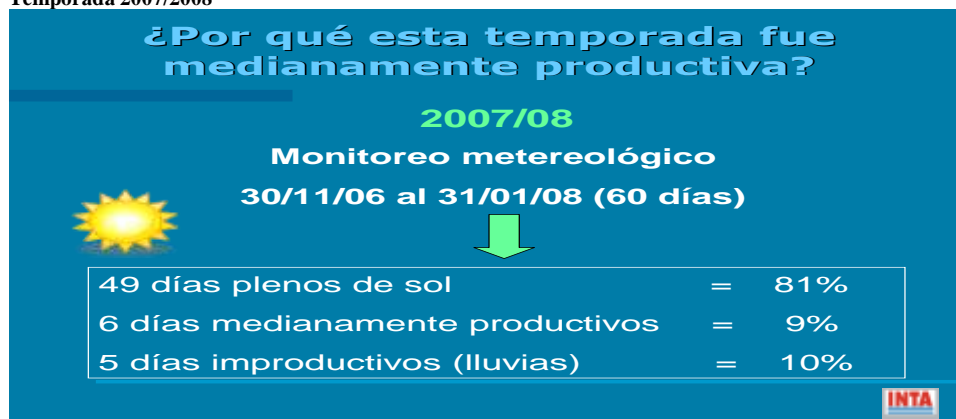 Temporada 2007/2008
¿Por qué esta temporada fue
medianamente productiva?
2007/08
Monitoreo metereológico
30/11/06 al 31/01/08 (60 días)
49 días plenos de sol = 81%
6 días medianamente productivos = 9%
5 días improductivos (lluvias) = 10%
INTA